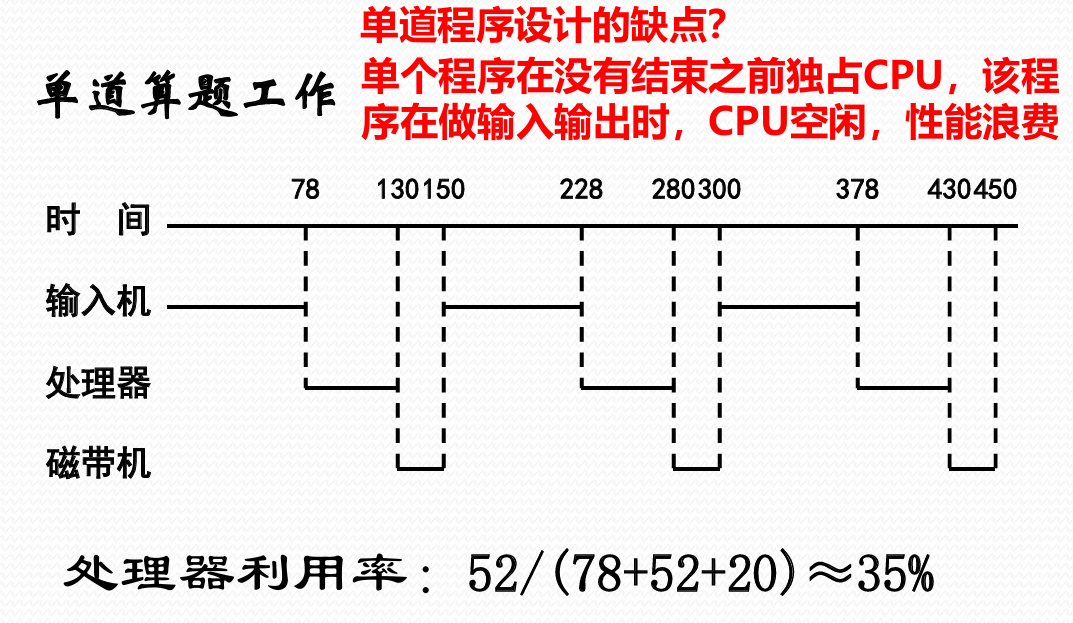 单道程序设计的缺点?
单道算题工作
单个程序在没有结束之前独占CPU，该程
序在做输入输出时，CPU空闲，性能浪费
78 130 150 228 280 300 378 430 450
时 间
输入机
处理器
磁带机
处理器利用率：52/(78+52+20)≈35%